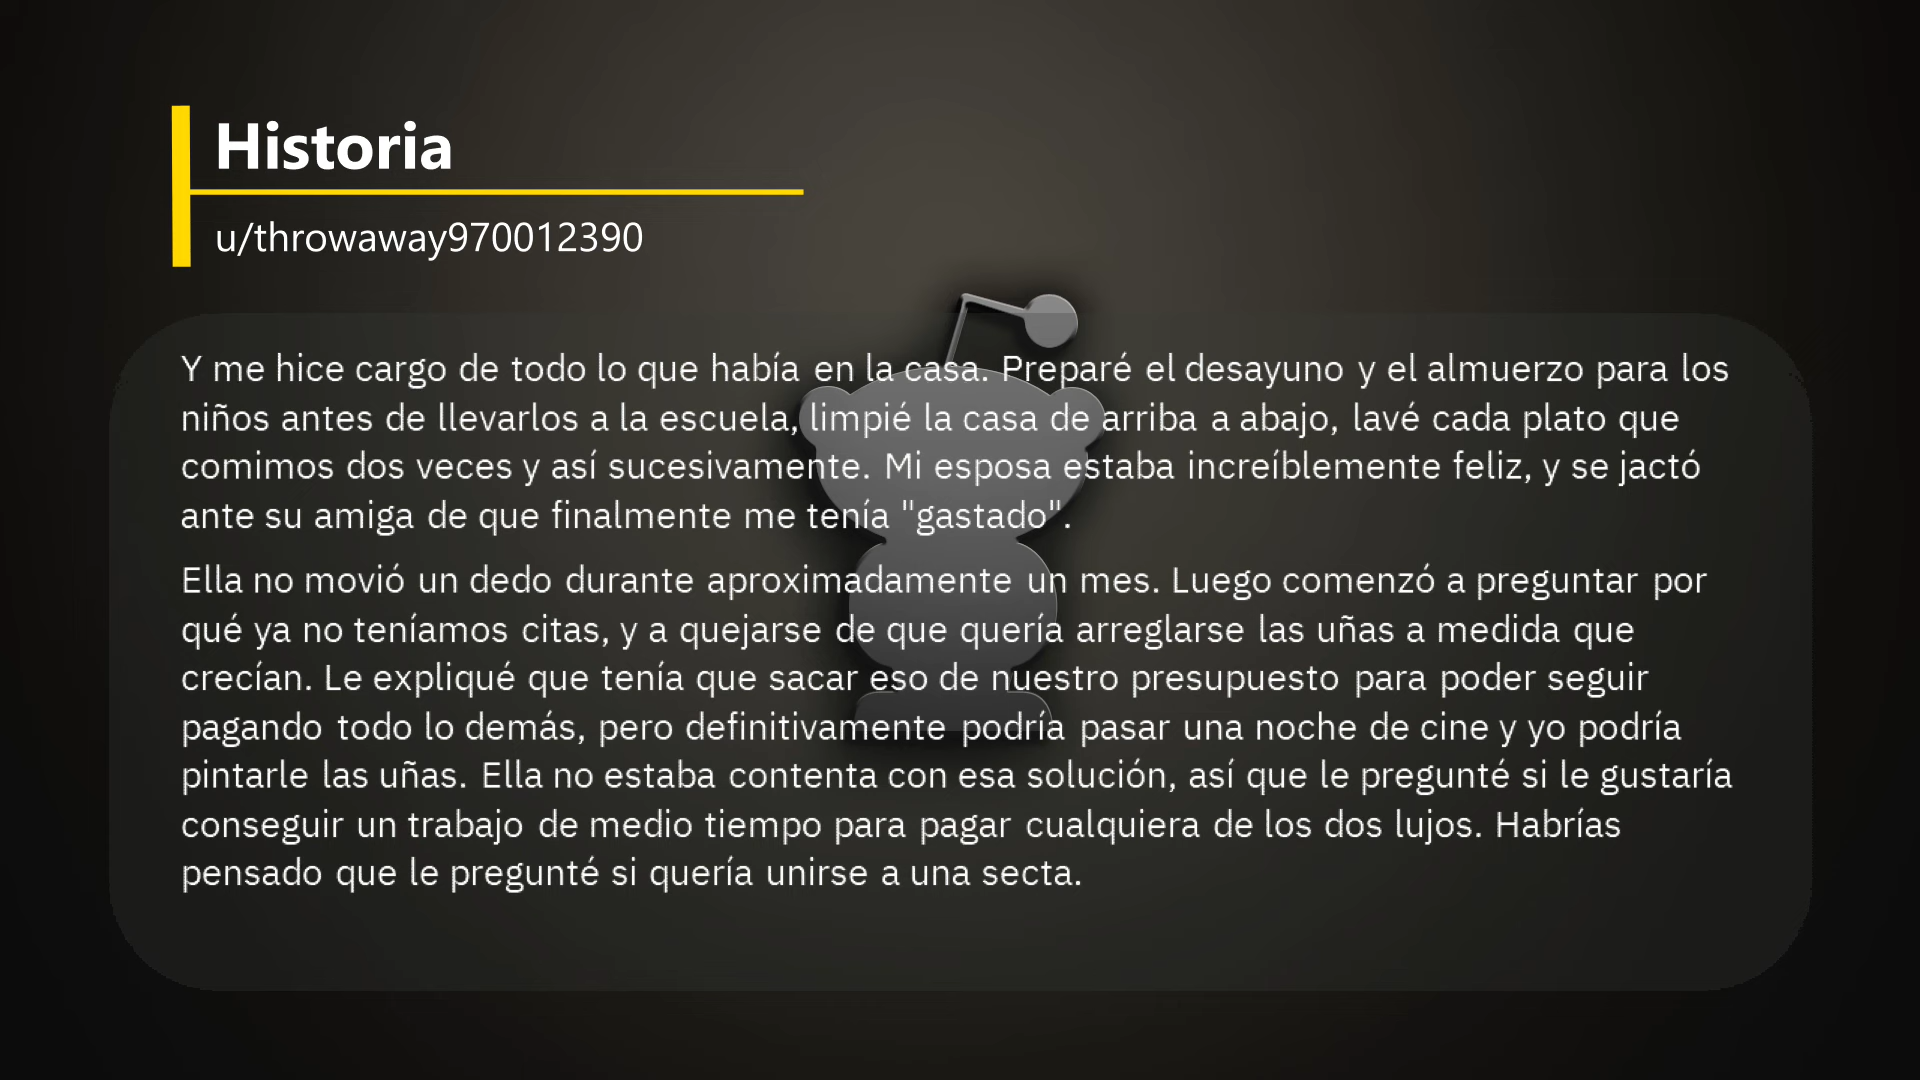 Historia
u/throwaway970012390
Y me hice cargo de todo lo que había en la casa. Preparé el desayuno y el almuerzo para los
niños antes de llevarlos a la escuela, limpié la casa de arriba a abajo, lavé cada plato que
comimos dos veces y así sucesivamente. Mi esposa estaba increíblemente feliz, y se jactó
ante su amiga de que finalmente me tenía "gastado".
Ella no movió un dedo durante aproximadamente un mes. Luego comenzó a preguntar por
qué ya no teníamos citas, y a quejarse de que quería arreglarse las uñas a medida que
crecían. Le expliqué que tenía que sacar eso de nuestro presupuesto para poder seguir
pagando todo lo demás, pero definitivamente podría pasar una noche de cine y yo podría
pintarle las uñas. Ella no estaba contenta con esa solución, así que le pregunté si le gustaría
conseguir un trabajo de medio tiempo para pagar cualquiera de los dos lujos. Habrías
pensado que le pregunté si quería unirse a una secta.